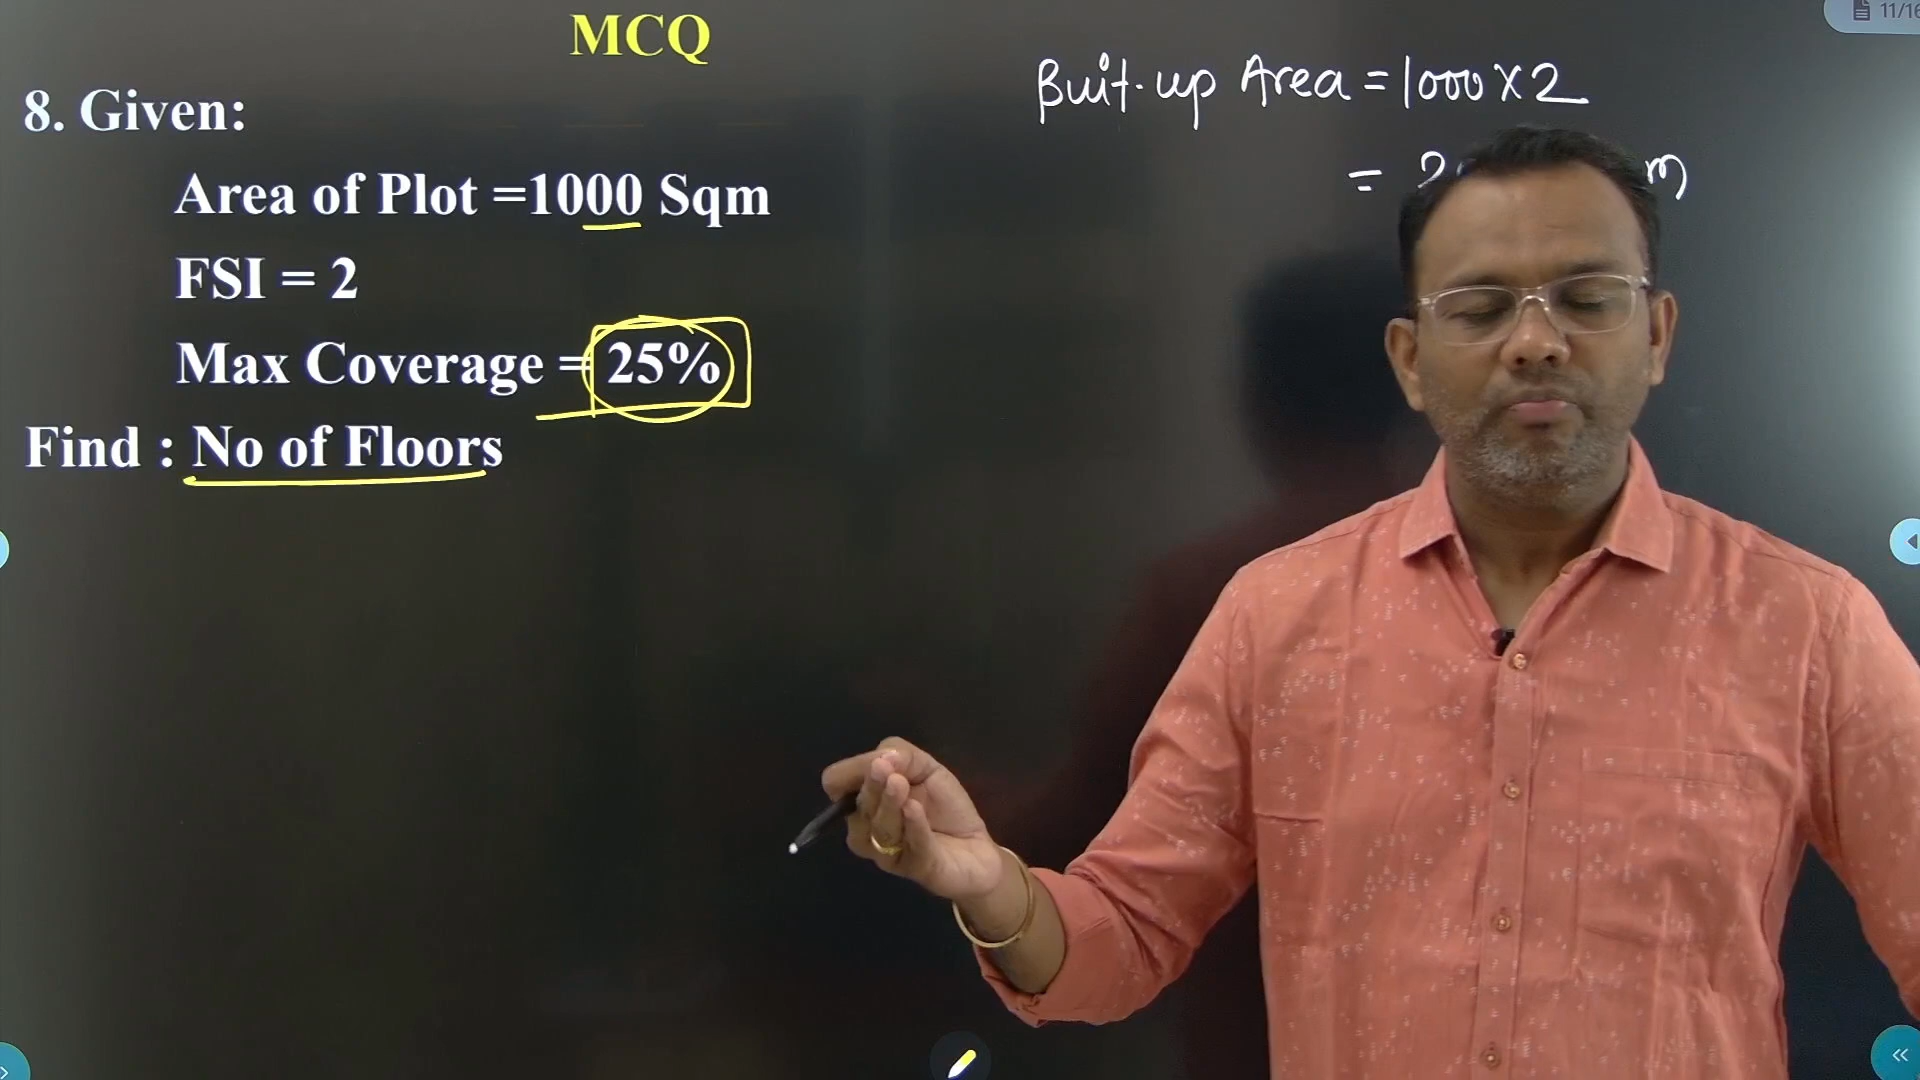 MCQ
8. Given:
Area of Plot =1000 Sqm
FSI = 2
Max Coverage = 25%
Find : No of Floors
Buit-up Area = 1000 X 2
=
11/16